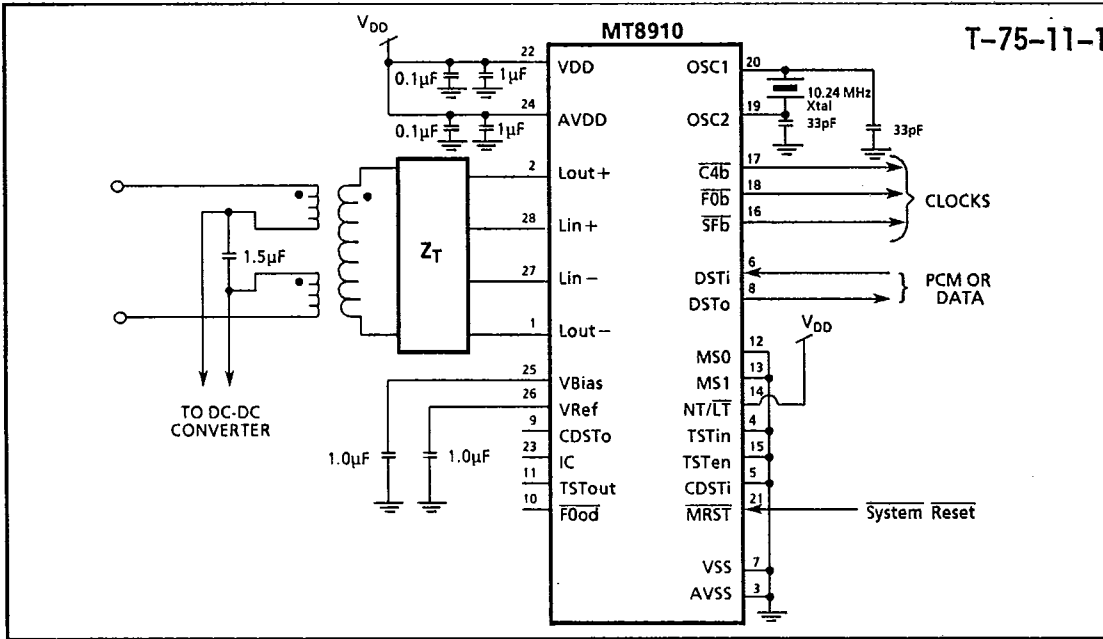 MT8910
T-75-11-1
VDD
22
VDD
0.1µF
1µF
24
AVDD
0.1µF
1µF
2
Lout+
28
Lin+
27
Lin−
1
Lout−
ZT
1.5µF
TO DC-DC
CONVERTER
25
VBias
26
VRef
9
CDSTo
23
IC
11
TSTout
10
F0od
1.0µF
1.0µF
OSC1
20
10.24 MHz
Xtal
OSC2
19
33pF
33pF
C4b
17
F0b
18
SFb
16
CLOCKS
DSTi
6
DSTo
8
PCM OR
DATA
VDD
MS0
12
MS1
13
NT/LT
14
TSTin
4
TSTen
15
CDSTi
5
MRST
21
System Reset
VSS
7
AVSS
3